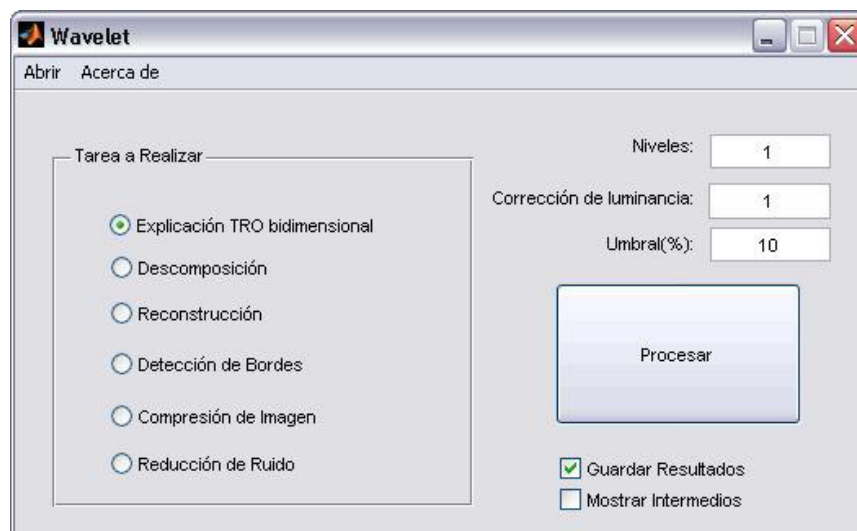 Wavelet
Abrir Acerca de
Tarea a Realizar
Explicación TRO bidimensional
Descomposición
Reconstrucción
Detección de Bordes
Compresión de Imagen
Reducción de Ruido
Niveles: 1
Corrección de luminancia: 1
Umbral(%): 10
Procesar
Guardar Resultados
Mostrar Intermedios